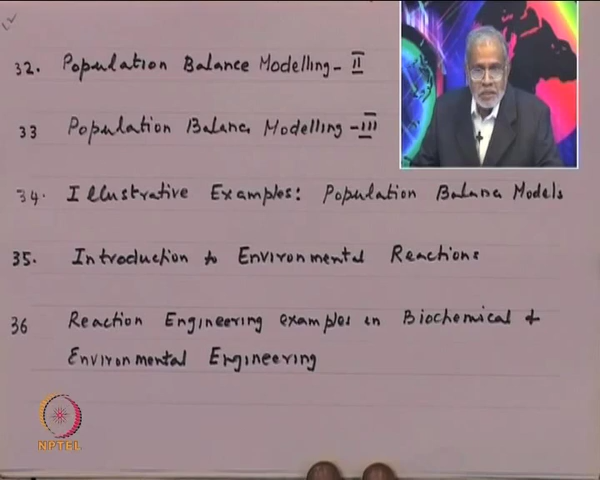 32. Population Balance Modelling - II
33 Population Balance Modelling - III
34. Illustrative Examples: Population Balance Models
35. Introduction to Environmental Reactions
36 Reaction Engineering examples in Biochemical &
Environmental Engineering
NPTEL